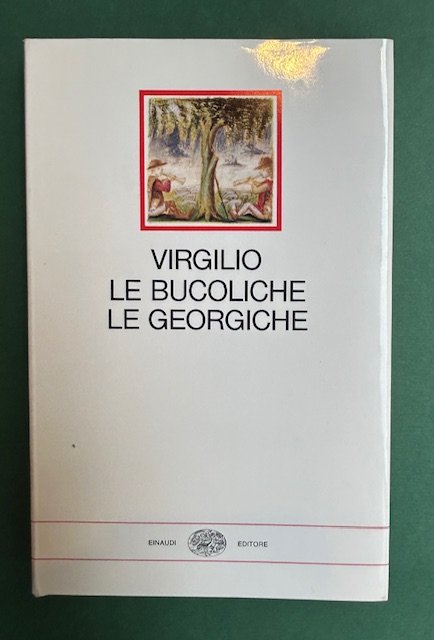 VIRGILIO
LE BUCOLICHE
LE GEORGICHE
EINAUDI EDITORE